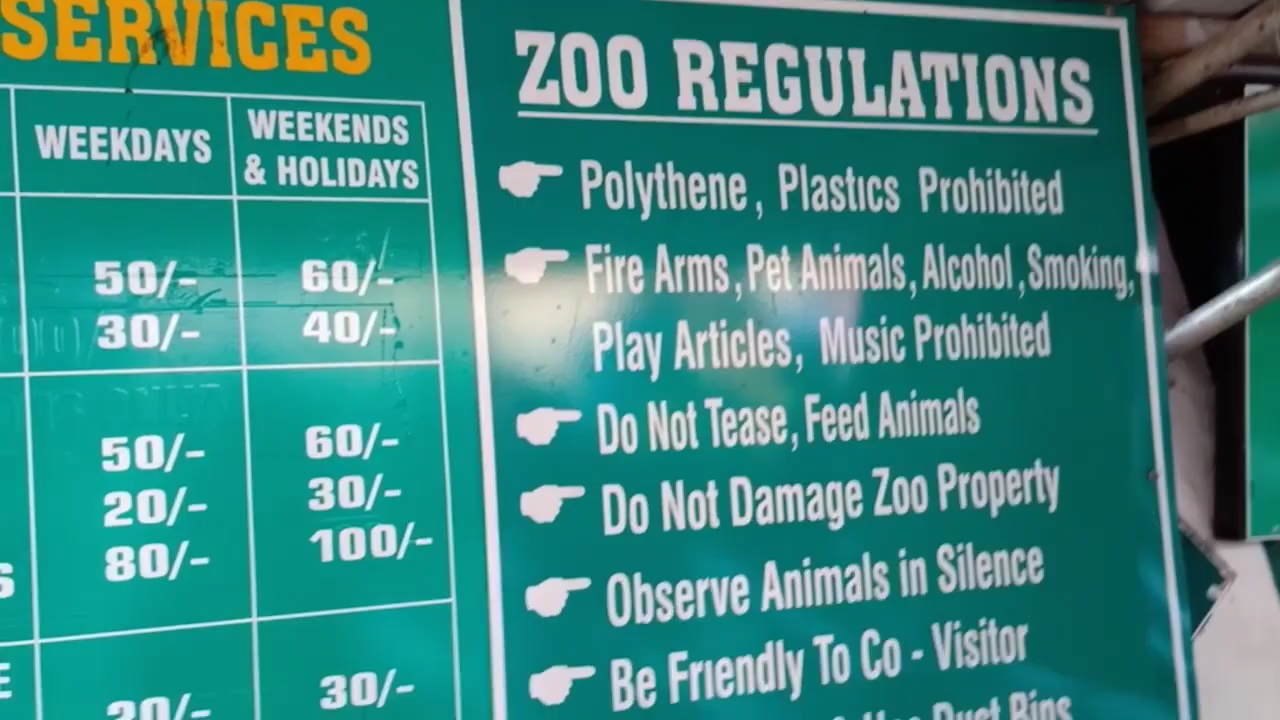 SERVICES
WEEKDAYS
WEEKENDS
& HOLIDAYS
50/- 60/-
30/- 40/-
50/- 60/-
20/- 30/-
80/- 100/-
30/-
ZOO REGULATIONS
Polythene, Plastics Prohibited
Fire Arms, Pet Animals, Alcohol, Smoking,
Play Articles, Music Prohibited
Do Not Tease, Feed Animals
Do Not Damage Zoo Property
Observe Animals in Silence
Be Friendly To Co - Visitor
Dust Bins